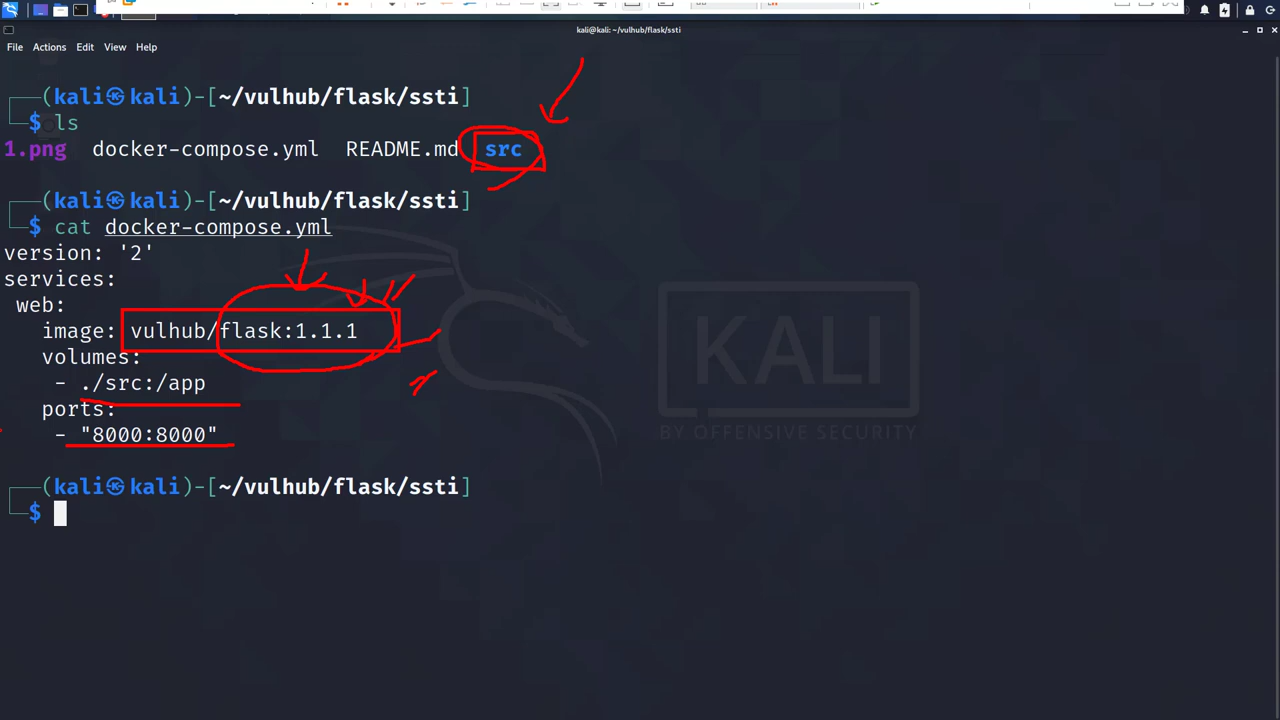 kali@kali: ~/vulhub/flask/ssti
File Actions Edit View Help
(kali㉿kali)-[~/vulhub/flask/ssti]
$ ls
1.png docker-compose.yml README.md src
(kali㉿kali)-[~/vulhub/flask/ssti]
$ cat docker-compose.yml
version: '2'
services:
web:
image: vulhub/flask:1.1.1
volumes:
- ./src:/app
ports:
- "8000:8000"
(kali㉿kali)-[~/vulhub/flask/ssti]
$
KALI
BY OFFENSIVE SECURITY